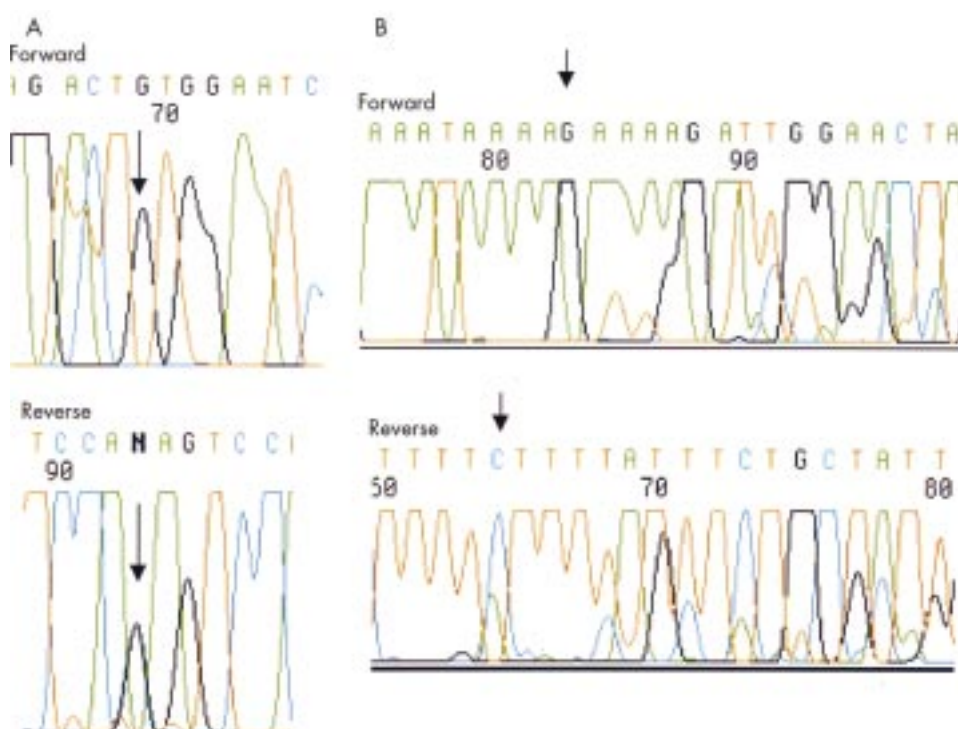 A
Forward
A G A C T G T G G A A T C
70
Reverse
T C C A N A G T C C
90
B
Forward
A A A T A A A A G A A A A G A T T G G A A C T A
80 90
Reverse
T T T T C T T T T A T T T C T G C T A T T
50 70 80